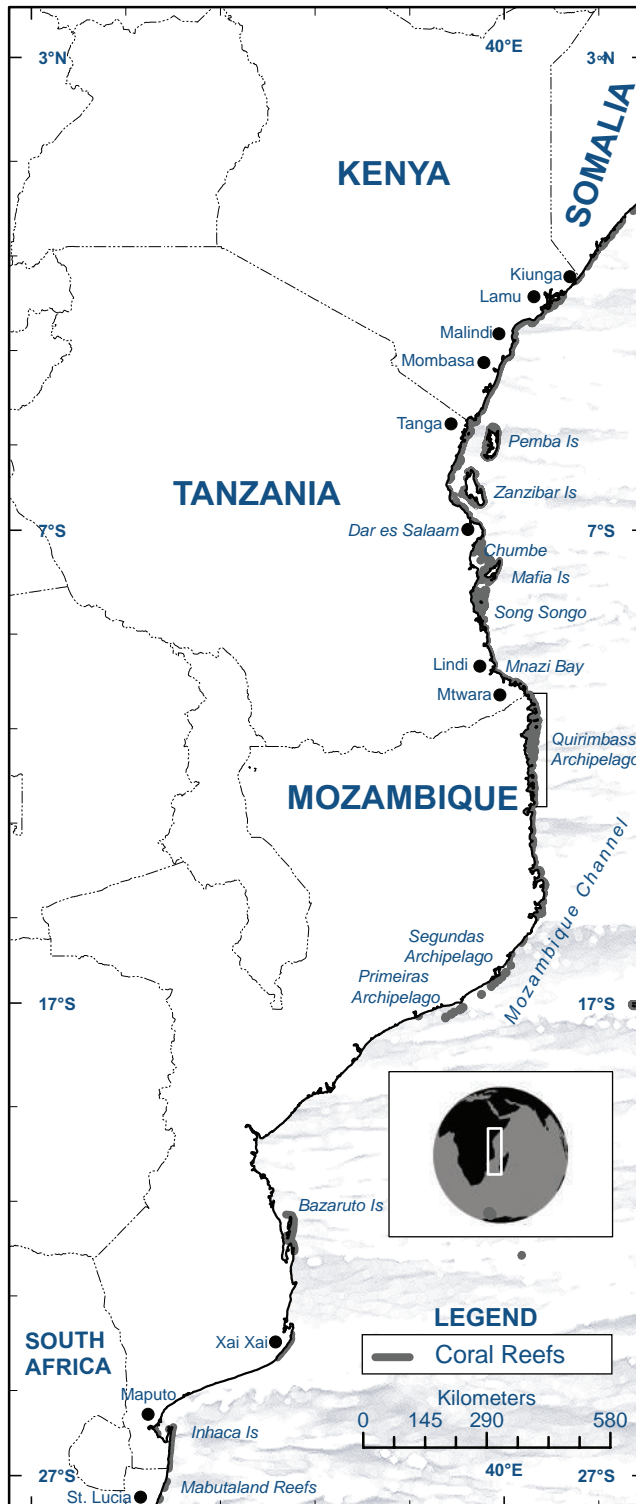 40°E
3°N
3°N
KENYA
SOMALIA
Kiunga
Lamu
Malindi
Mombasa
Tanga
Pemba Is
TANZANIA
Zanzibar Is
7°S
7°S
Dar es Salaam
Chumbe
Mafia Is
Song Songo
Lindi
Mnazi Bay
Mtwara
Quirimbass
Archipelago
MOZAMBIQUE
Mozambique Channel
Segundas
Archipelago
Primeiras
Archipelago
17°S
17°S
Bazaruto Is
LEGEND
Coral Reefs
SOUTH
AFRICA
Xai Xai
Maputo
Kilometers
0 145 290 580
Inhaca Is
40°E
27°S
27°S
Mabutaland Reefs
St. Lucia